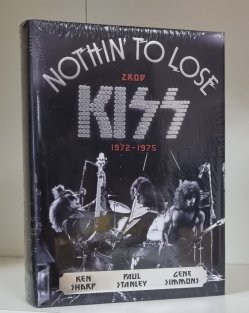 NOTHIN' TO LOSE
ZROD
KISS
1972-1975
KEN SHARP
PAUL STANLEY
GENE SIMMONS